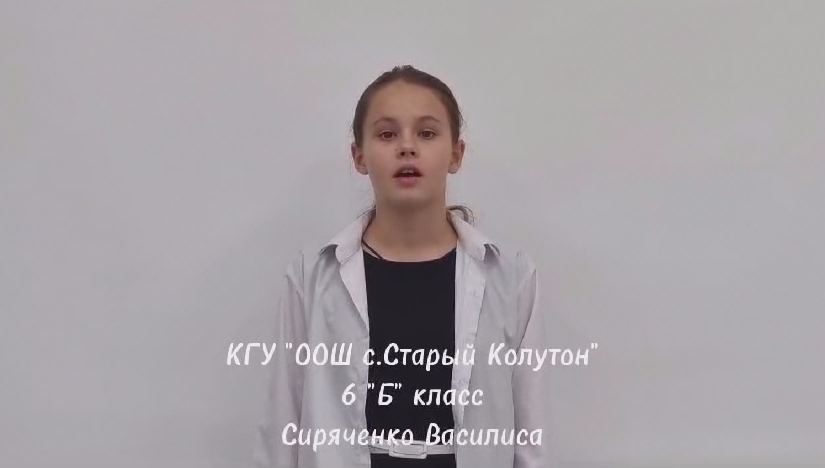 КГУ "ООШ с.Старый Колутон"
6 "Б" класс
Сиряченко Василиса